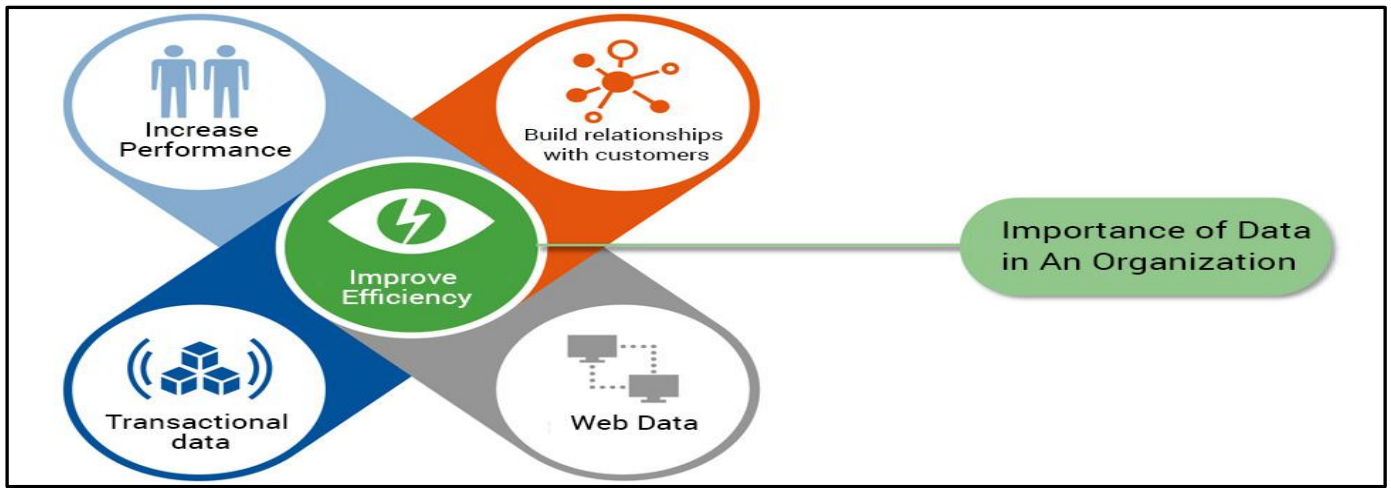 Increase
Performance
Build relationships
with customers
Improve
Efficiency
Importance of Data
in An Organization
Transactional
data
Web Data